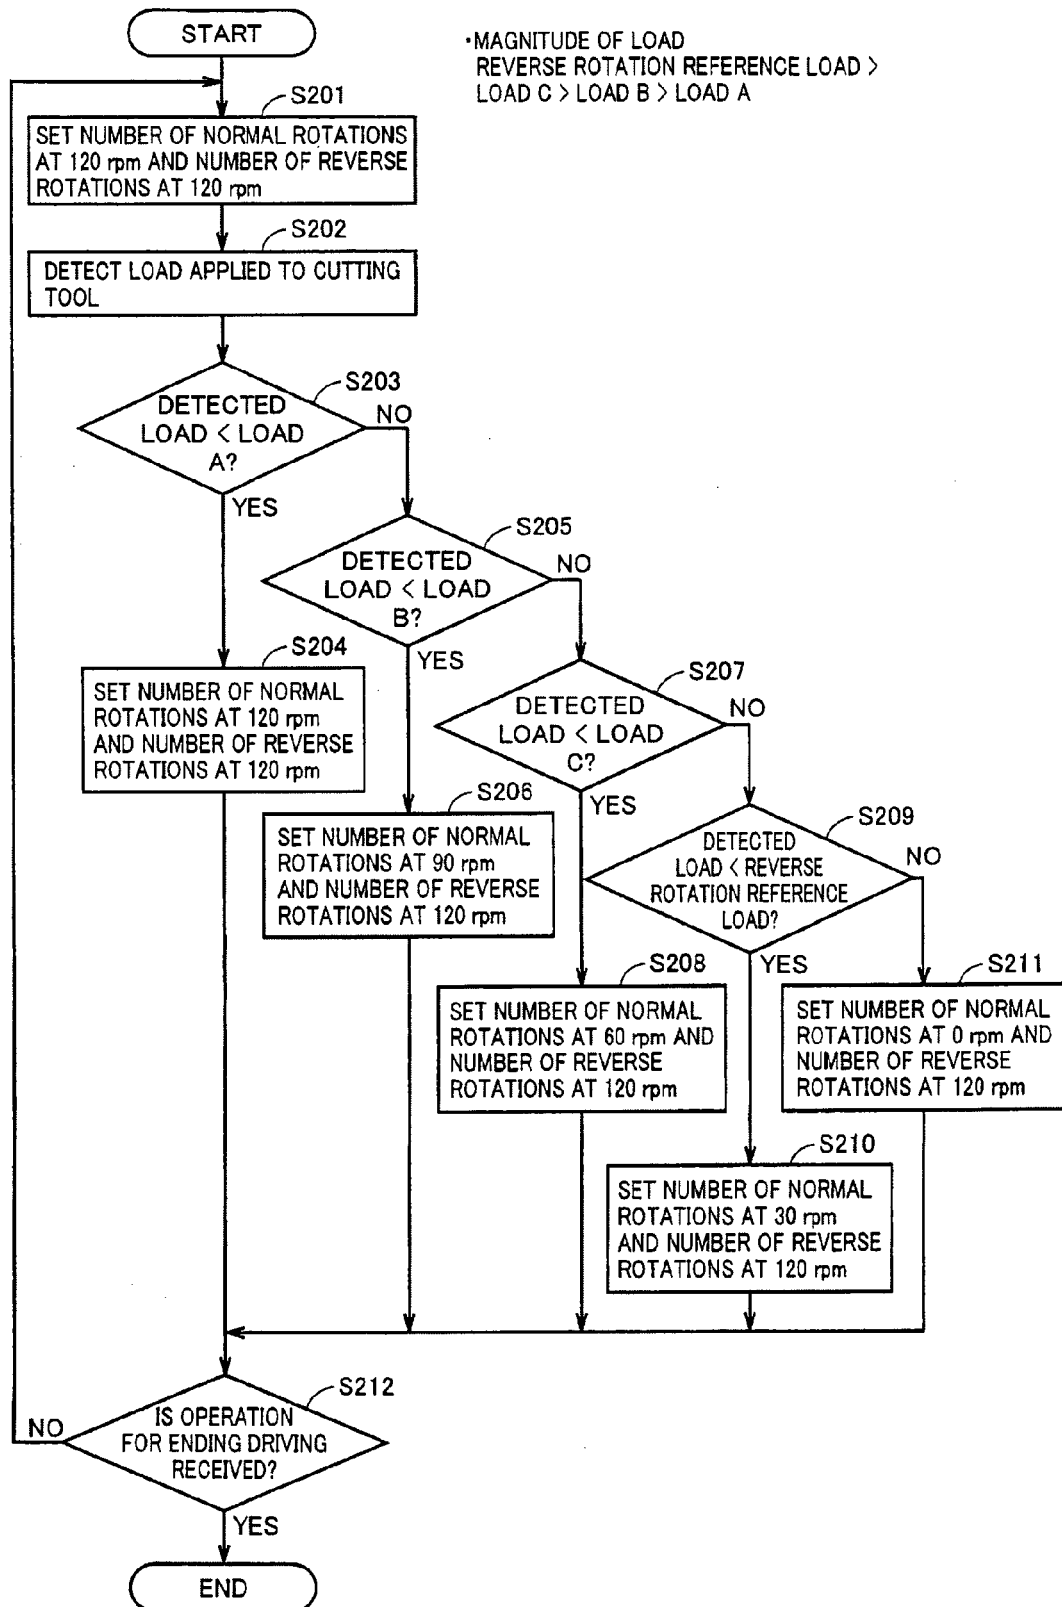 START
・MAGNITUDE OF LOAD
REVERSE ROTATION REFERENCE LOAD >
LOAD C > LOAD B > LOAD A
S201
SET NUMBER OF NORMAL ROTATIONS
AT 120 rpm AND NUMBER OF REVERSE
ROTATIONS AT 120 rpm
S202
DETECT LOAD APPLIED TO CUTTING
TOOL
S203
DETECTED
LOAD < LOAD
A?
NO
YES
S205
DETECTED
LOAD < LOAD
B?
NO
YES
S204
SET NUMBER OF NORMAL
ROTATIONS AT 120 rpm
AND NUMBER OF REVERSE
ROTATIONS AT 120 rpm
S207
DETECTED
LOAD < LOAD
C?
NO
YES
S206
SET NUMBER OF NORMAL
ROTATIONS AT 90 rpm
AND NUMBER OF REVERSE
ROTATIONS AT 120 rpm
S209
DETECTED
LOAD < REVERSE
ROTATION REFERENCE
LOAD?
NO
YES
S208
SET NUMBER OF NORMAL
ROTATIONS AT 60 rpm AND
NUMBER OF REVERSE
ROTATIONS AT 120 rpm
S211
SET NUMBER OF NORMAL
ROTATIONS AT 0 rpm AND
NUMBER OF REVERSE
ROTATIONS AT 120 rpm
S210
SET NUMBER OF NORMAL
ROTATIONS AT 30 rpm
AND NUMBER OF REVERSE
ROTATIONS AT 120 rpm
S212
IS OPERATION
FOR ENDING DRIVING
RECEIVED?
NO
YES
END